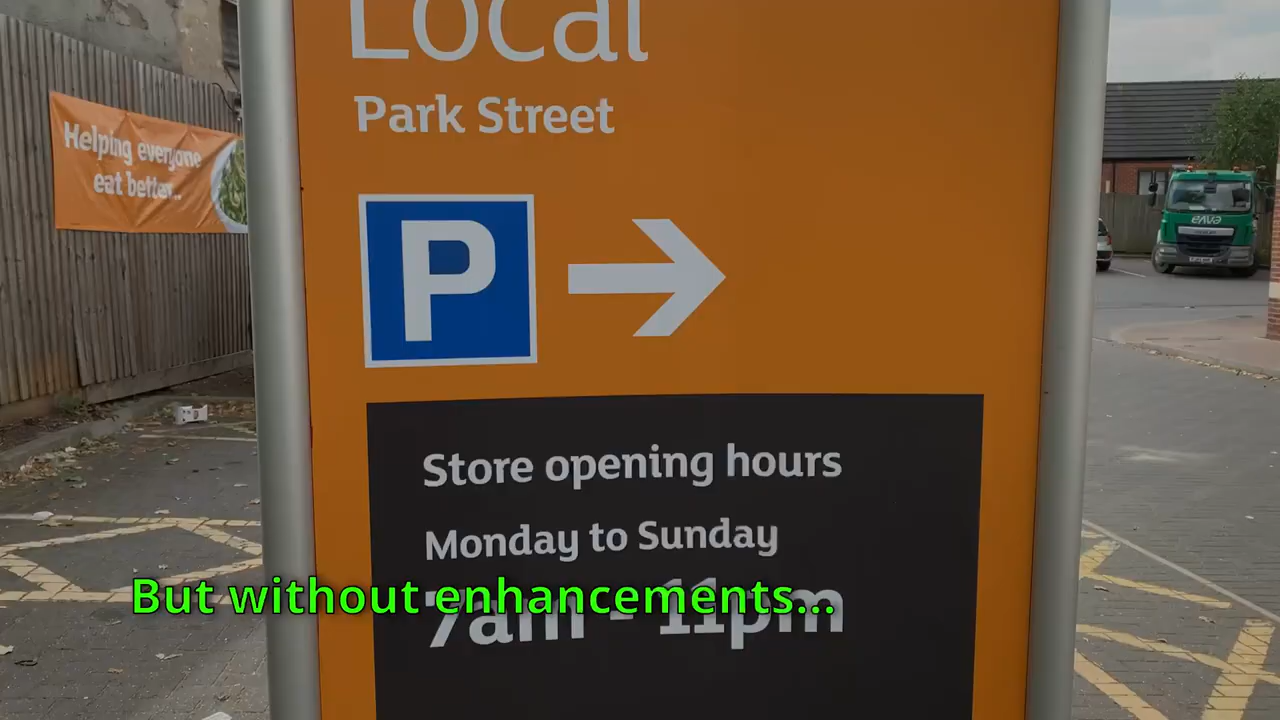 Local
Park Street
Helping everyone
eat better...
P
Store opening hours
Monday to Sunday
7am - 11pm
But without enhancements...